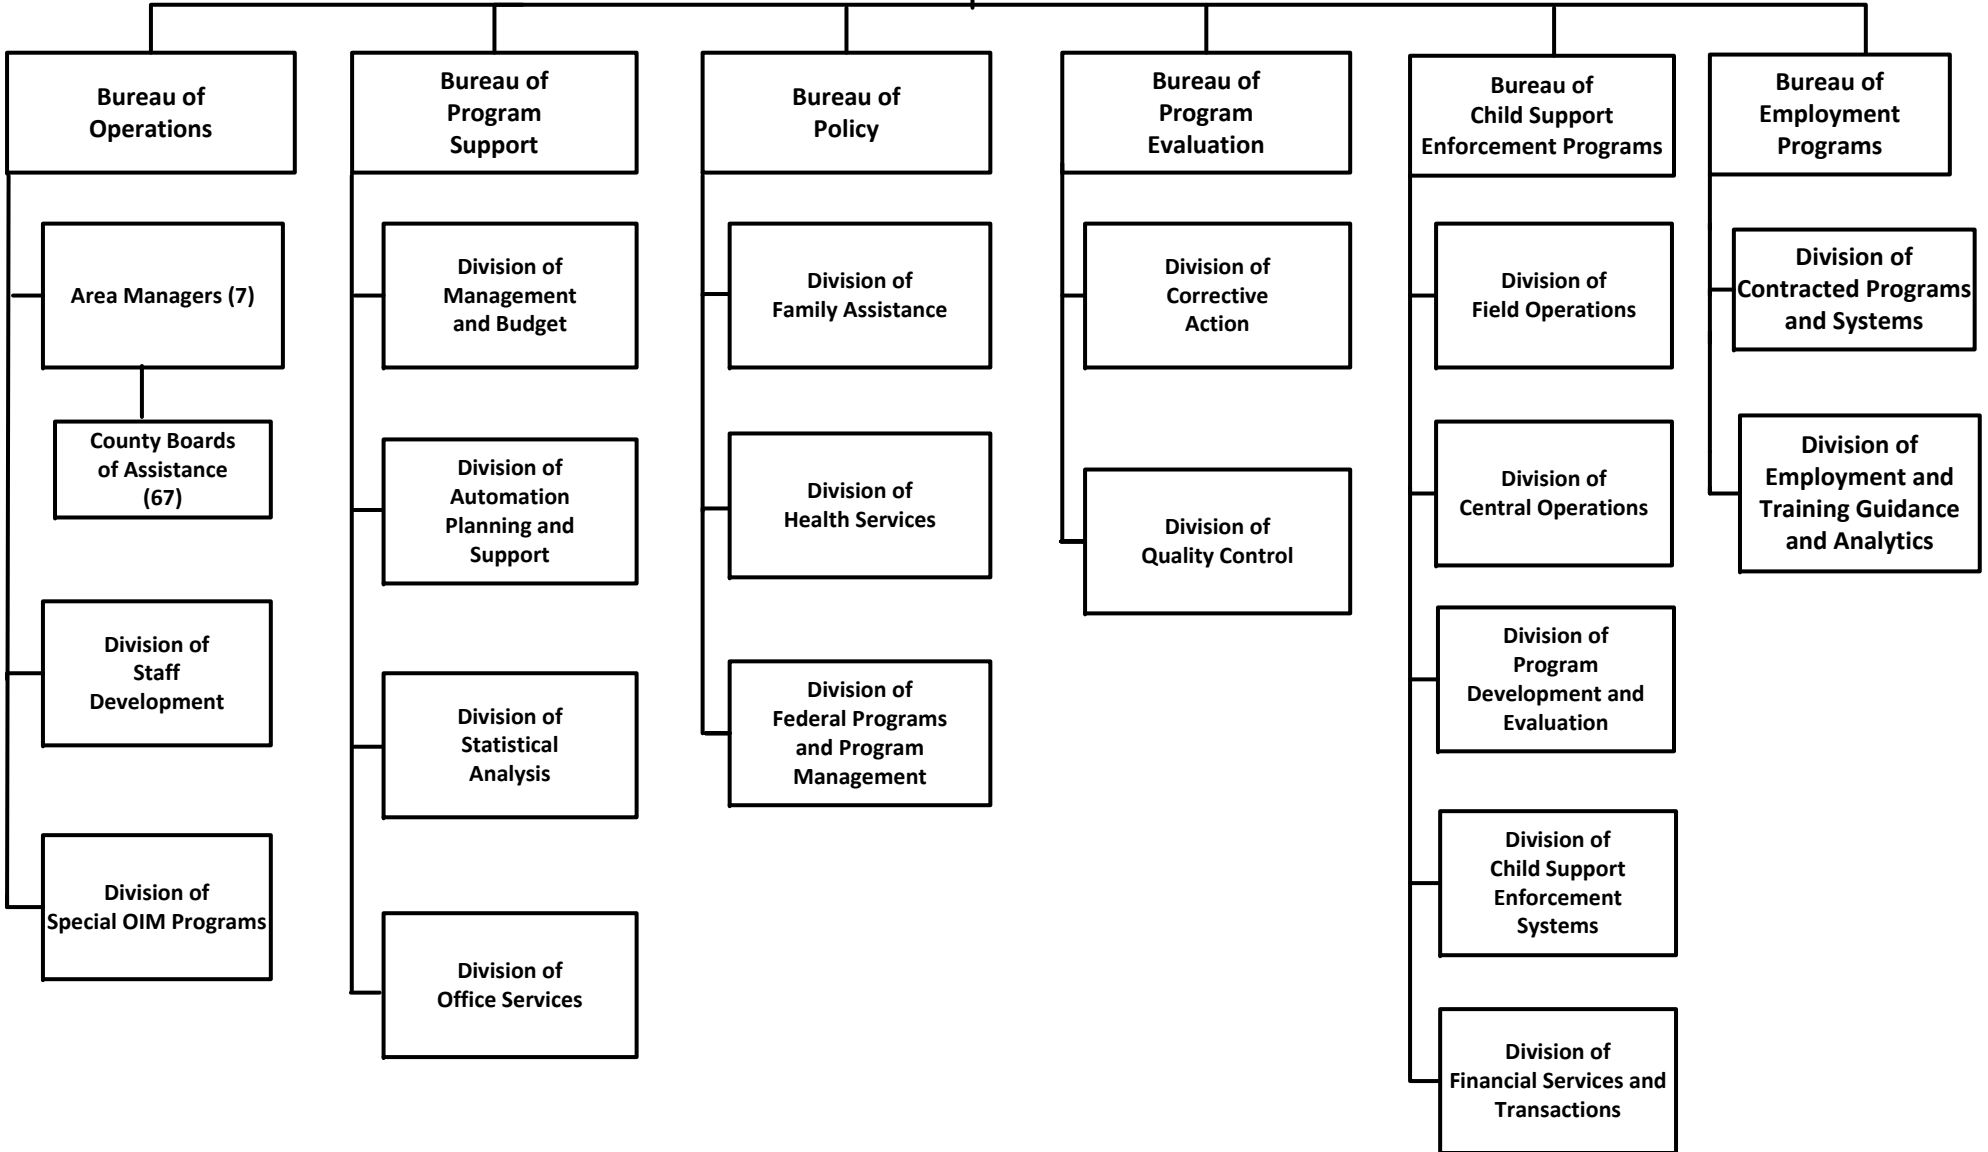 Bureau of
Operations
Area Managers (7)
County Boards
of Assistance
(67)
Division of
Staff
Development
Division of
Special OIM Programs
Bureau of
Program
Support
Division of
Management
and Budget
Division of
Automation
Planning and
Support
Division of
Statistical
Analysis
Division of
Office Services
Bureau of
Policy
Division of
Family Assistance
Division of
Health Services
Division of
Federal Programs
and Program
Management
Bureau of
Program
Evaluation
Division of
Corrective
Action
Division of
Quality Control
Bureau of
Child Support
Enforcement Programs
Division of
Field Operations
Division of
Central Operations
Division of
Program
Development and
Evaluation
Division of
Child Support
Enforcement
Systems
Division of
Financial Services and
Transactions
Bureau of
Employment
Programs
Division of
Contracted Programs
and Systems
Division of
Employment and
Training Guidance
and Analytics